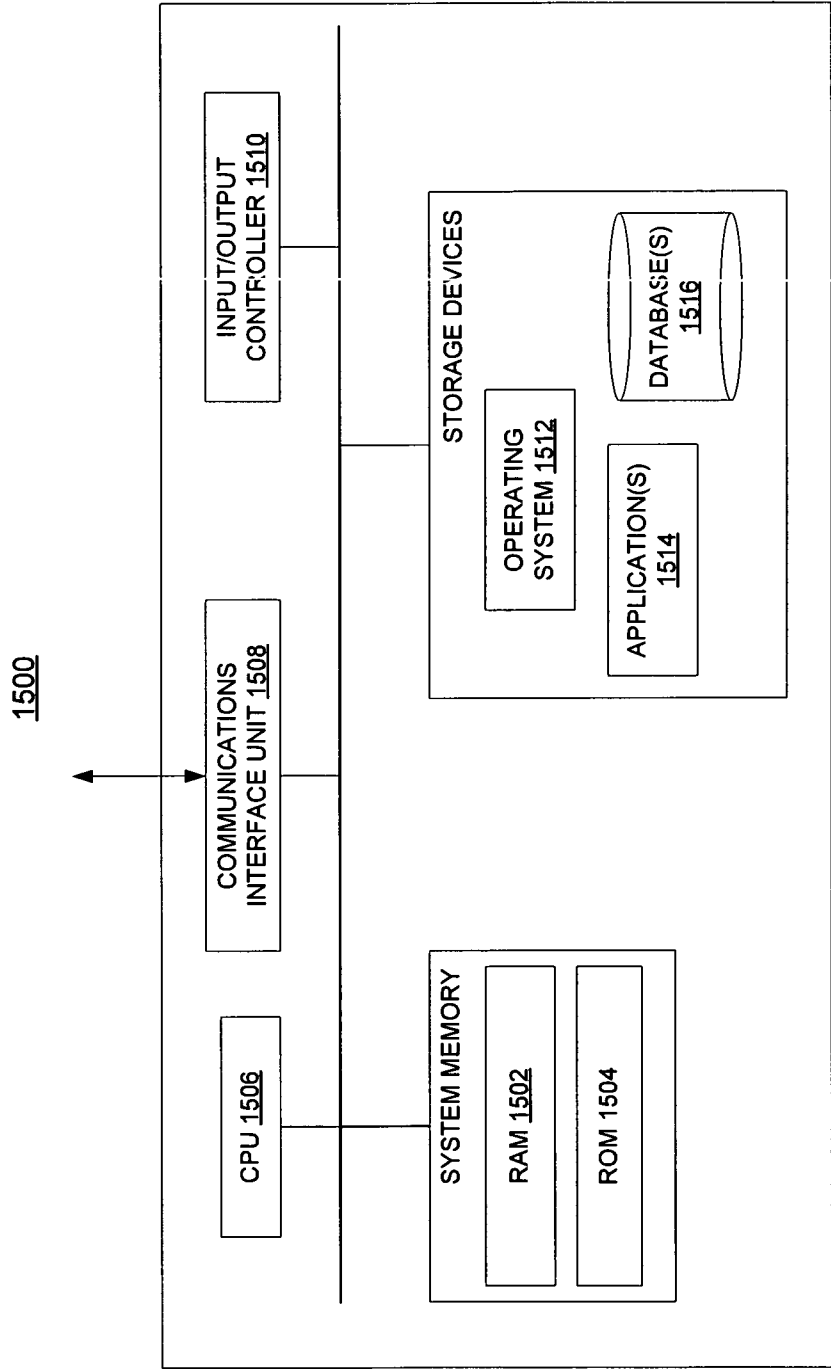 1500
CPU 1506
COMMUNICATIONS
INTERFACE UNIT 1508
INPUT/OUTPUT
CONTROLLER 1510
SYSTEM MEMORY
RAM 1502
ROM 1504
STORAGE DEVICES
OPERATING
SYSTEM 1512
APPLICATION(S)
1514
DATABASE(S)
1516